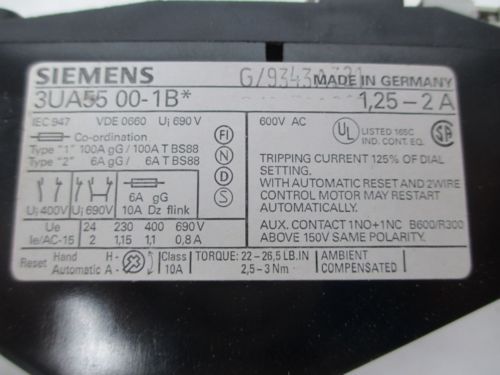 SIEMENS G/9343 MADE IN GERMANY
3UA55 00-1B* 1,25-2 A
IEC 947 VDE 0660 Ui 690 V 600V AC
Co-ordination
Type "1" 100A gG / 100A T BS88
Type "2" 6A gG / 6A T BS88
FI
N
D
S
UL LISTED 165C
IND. CONT. EQ.
SA
TRIPPING CURRENT 125% OF DIAL
SETTING.
WITH AUTOMATIC RESET AND 2WIRE
CONTROL MOTOR MAY RESTART
AUTOMATICALLY.
AUX. CONTACT 1NO+1NC B600/R300
ABOVE 150V SAME POLARITY.
Ui 400V Ui 690V
6A gG
10A Dz flink
Ue 24 230 400 690V
Ie/AC-15 2 1,15 1,1 0,8 A
Reset Hand H-
Automatic A-
Class
10A
TORQUE: 22-26,5 LB.IN
2,5-3 Nm
AMBIENT
COMPENSATED